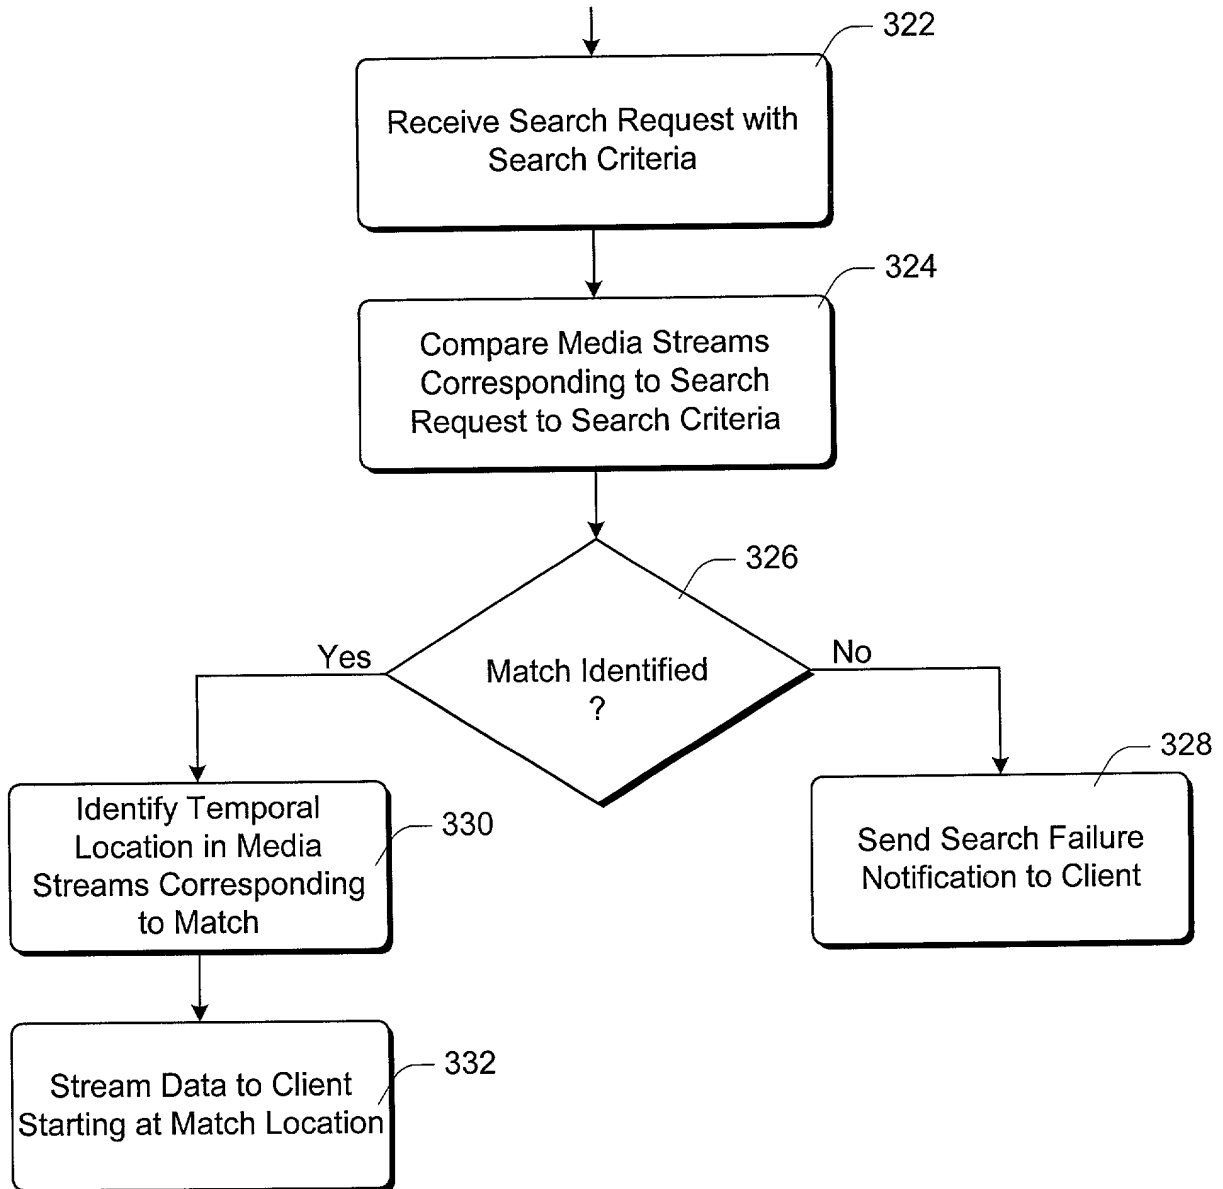 322
Receive Search Request with
Search Criteria
324
Compare Media Streams
Corresponding to Search
Request to Search Criteria
326
Yes
No
Match Identified
?
328
Identify Temporal
Location in Media
Streams Corresponding
to Match
330
Send Search Failure
Notification to Client
332
Stream Data to Client
Starting at Match Location